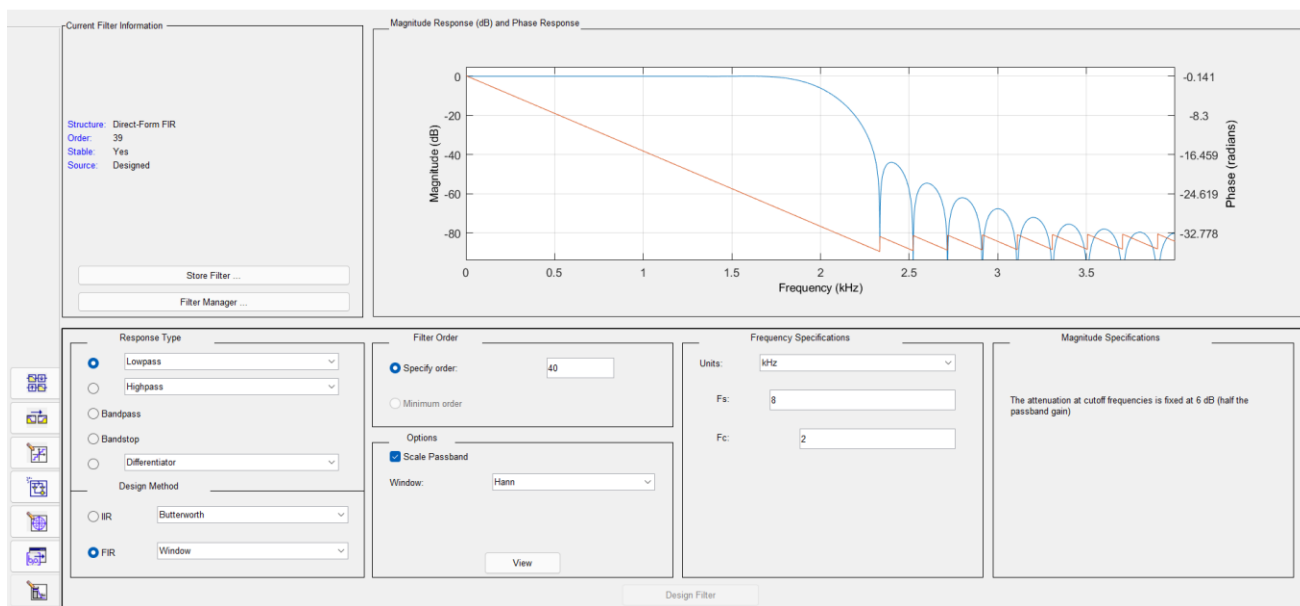 Current Filter Information
Structure: Direct-Form FIR
Order: 39
Stable: Yes
Source: Designed
Store Filter ...
Filter Manager ...
Magnitude Response (dB) and Phase Response
Magnitude (dB)
0
-20
-40
-60
-80
0 0.5 1 1.5 2 2.5 3 3.5
Frequency (kHz)
-0.141
-8.3
-16.459
-24.619
-32.778
Phase (radians)
Response Type
Lowpass
Highpass
Bandpass
Bandstop
Differentiator
Design Method
IIR Butterworth
FIR Window
Filter Order
Specify order: 40
Minimum order
Options
Scale Passband
Window: Hann
View
Frequency Specifications
Units: kHz
Fs: 8
Fc: 2
Magnitude Specifications
The attenuation at cutoff frequencies is fixed at 6 dB (half the
passband gain)
Design Filter